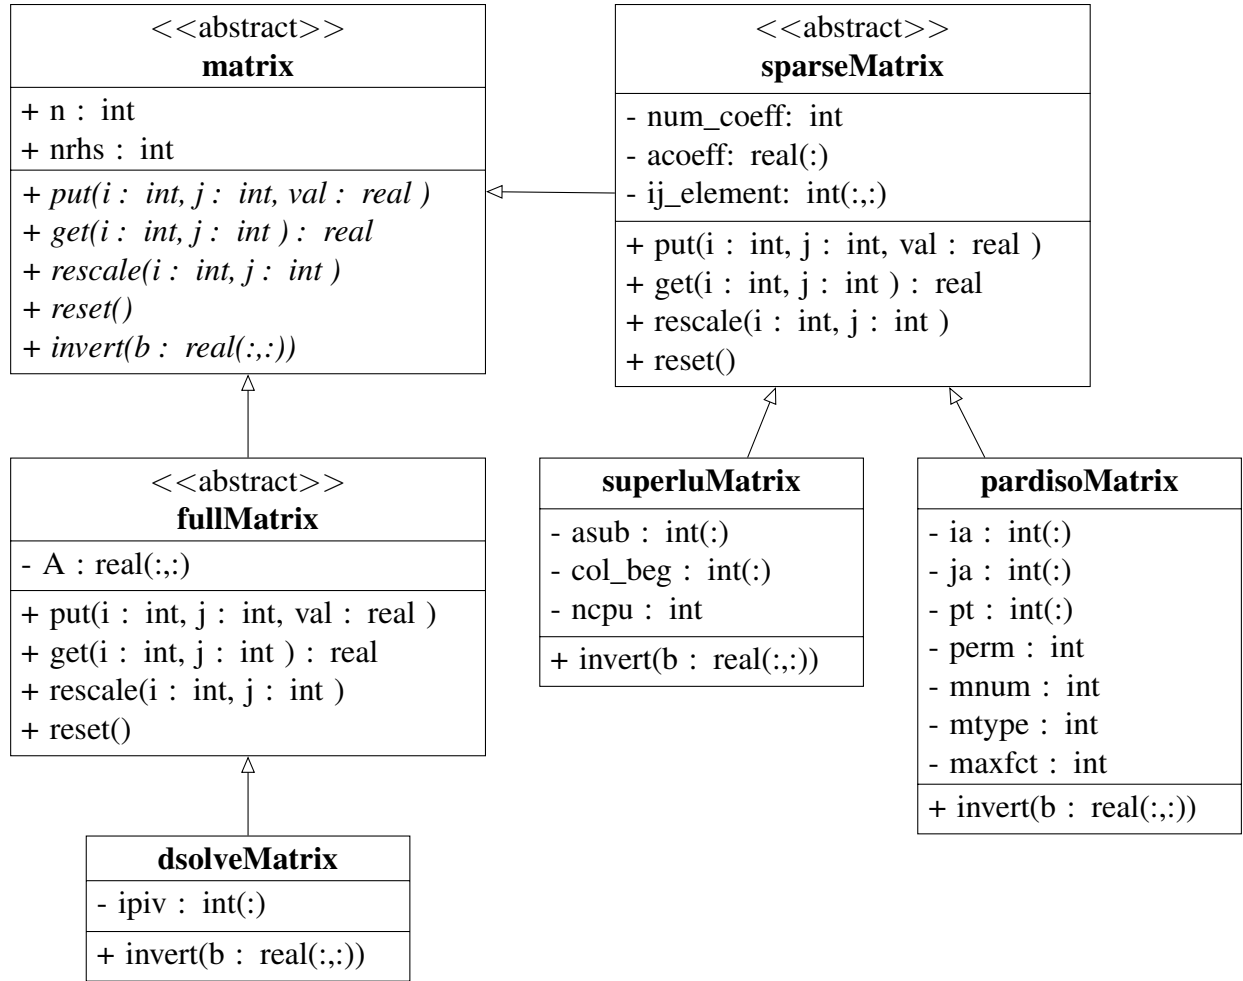 <<abstract>>
matrix
+ n : int
+ nrhs : int
+ put(i : int, j : int, val : real )
+ get(i : int, j : int ) : real
+ rescale(i : int, j : int )
+ reset()
+ invert(b : real(:,:))
<<abstract>>
sparseMatrix
- num_coeff: int
- acoeff: real(:)
- ij_element: int(:,:)
+ put(i : int, j : int, val : real )
+ get(i : int, j : int ) : real
+ rescale(i : int, j : int )
+ reset()
<<abstract>>
fullMatrix
- A : real(:,:)
+ put(i : int, j : int, val : real )
+ get(i : int, j : int ) : real
+ rescale(i : int, j : int )
+ reset()
superluMatrix
- asub : int(:)
- col_beg : int(:)
- ncpu : int
+ invert(b : real(:,:))
pardisoMatrix
- ia : int(:)
- ja : int(:)
- pt : int(:)
- perm : int
- mnum : int
- mtype : int
- maxfct : int
+ invert(b : real(:,:))
dsolveMatrix
- ipiv : int(:)
+ invert(b : real(:,:))